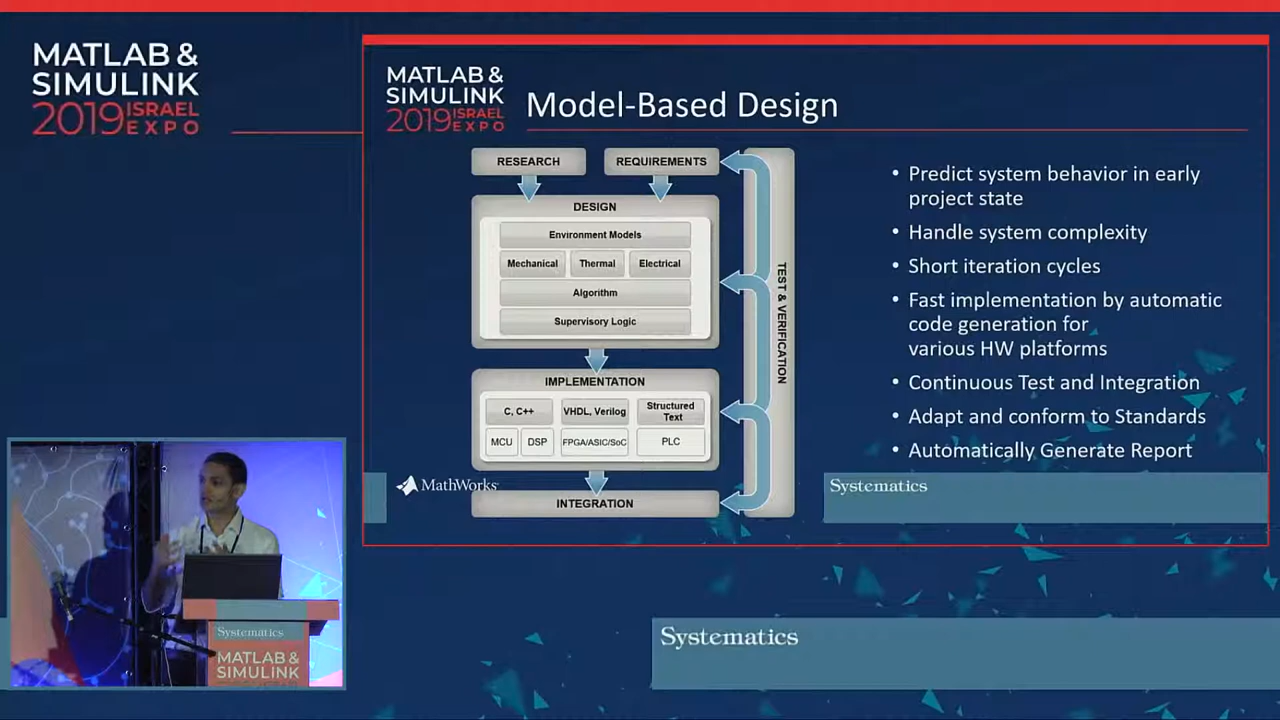 MATLAB &
SIMULINK
2019 ISRAEL
EXPO
MATLAB &
SIMULINK
2019 ISRAEL
EXPO
Model-Based Design
RESEARCH
REQUIREMENTS
DESIGN
Environment Models
Mechanical
Thermal
Electrical
Algorithm
Supervisory Logic
IMPLEMENTATION
C, C++
VHDL, Verilog
Structured
Text
MCU
DSP
FPGA/ASIC/SoC
PLC
INTEGRATION
TEST & VERIFICATION
• Predict system behavior in early
project state
• Handle system complexity
• Short iteration cycles
• Fast implementation by automatic
code generation for
various HW platforms
• Continuous Test and Integration
• Adapt and conform to Standards
• Automatically Generate Report
MathWorks
Systematics
Systematics
MATLAB &
SIMULINK
Systematics